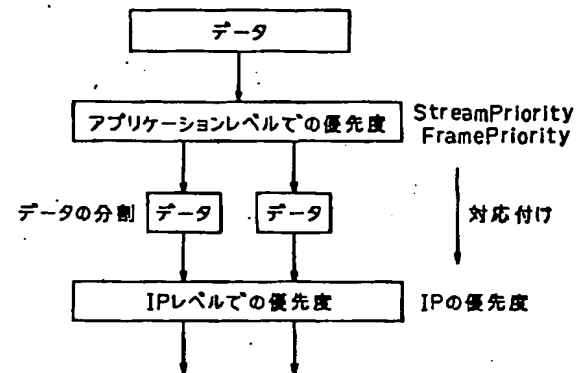 データ
アプリケーションレベルでの優先度
StreamPriority
FramePriority
データの分割
データ
データ
対応付け
IPレベルでの優先度
IPの優先度